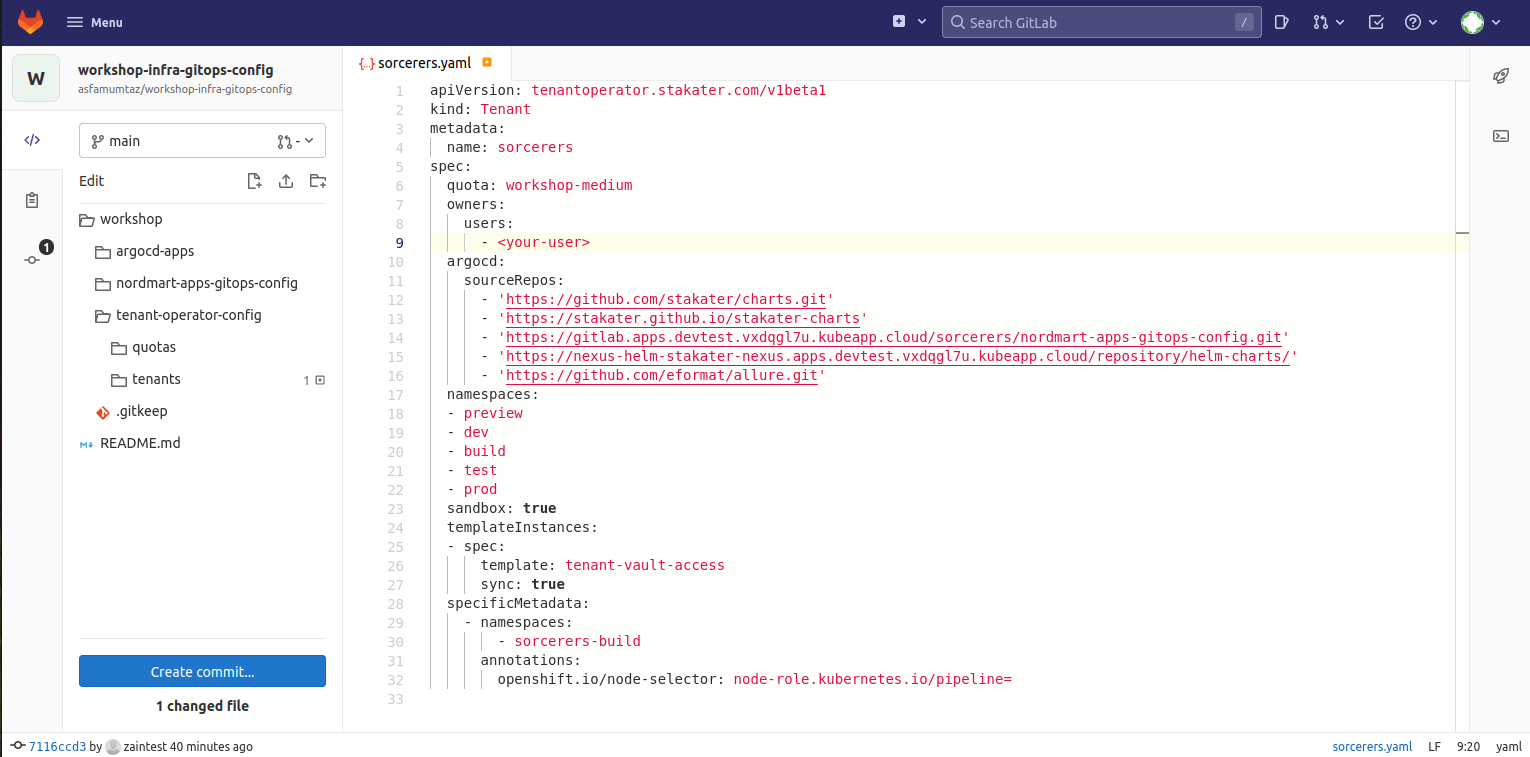 Menu
Search GitLab /
W
workshop-infra-gitops-config
asfamumtaz/workshop-infra-gitops-config
main
-
Edit
workshop
argocd-apps
nordmart-apps-gitops-config
tenant-operator-config
quotas
tenants 1
.gitkeep
README.md
1
Create commit...
1 changed file
{..} sorcerers.yaml
1 apiVersion: tenantoperator.stakater.com/v1beta1
2 kind: Tenant
3 metadata:
4 name: sorcerers
5 spec:
6 quota: workshop-medium
7 owners:
8 users:
9 - <your-user>
10 argocd:
11 sourceRepos:
12 - 'https://github.com/stakater/charts.git'
13 - 'https://stakater.github.io/stakater-charts'
14 - 'https://gitlab.apps.devtest.vxdqgl7u.kubeapp.cloud/sorcerers/nordmart-apps-gitops-config.git'
15 - 'https://nexus-helm-stakater-nexus.apps.devtest.vxdqgl7u.kubeapp.cloud/repository/helm-charts/'
16 - 'https://github.com/eformat/allure.git'
17 namespaces:
18 - preview
19 - dev
20 - build
21 - test
22 - prod
23 sandbox: true
24 templateInstances:
25 - spec:
26 template: tenant-vault-access
27 sync: true
28 specificMetadata:
29 - namespaces:
30 - sorcerers-build
31 annotations:
32 openshift.io/node-selector: node-role.kubernetes.io/pipeline=
33
7116ccd3 by zaintest 40 minutes ago
sorcerers.yaml LF 9:20 yaml